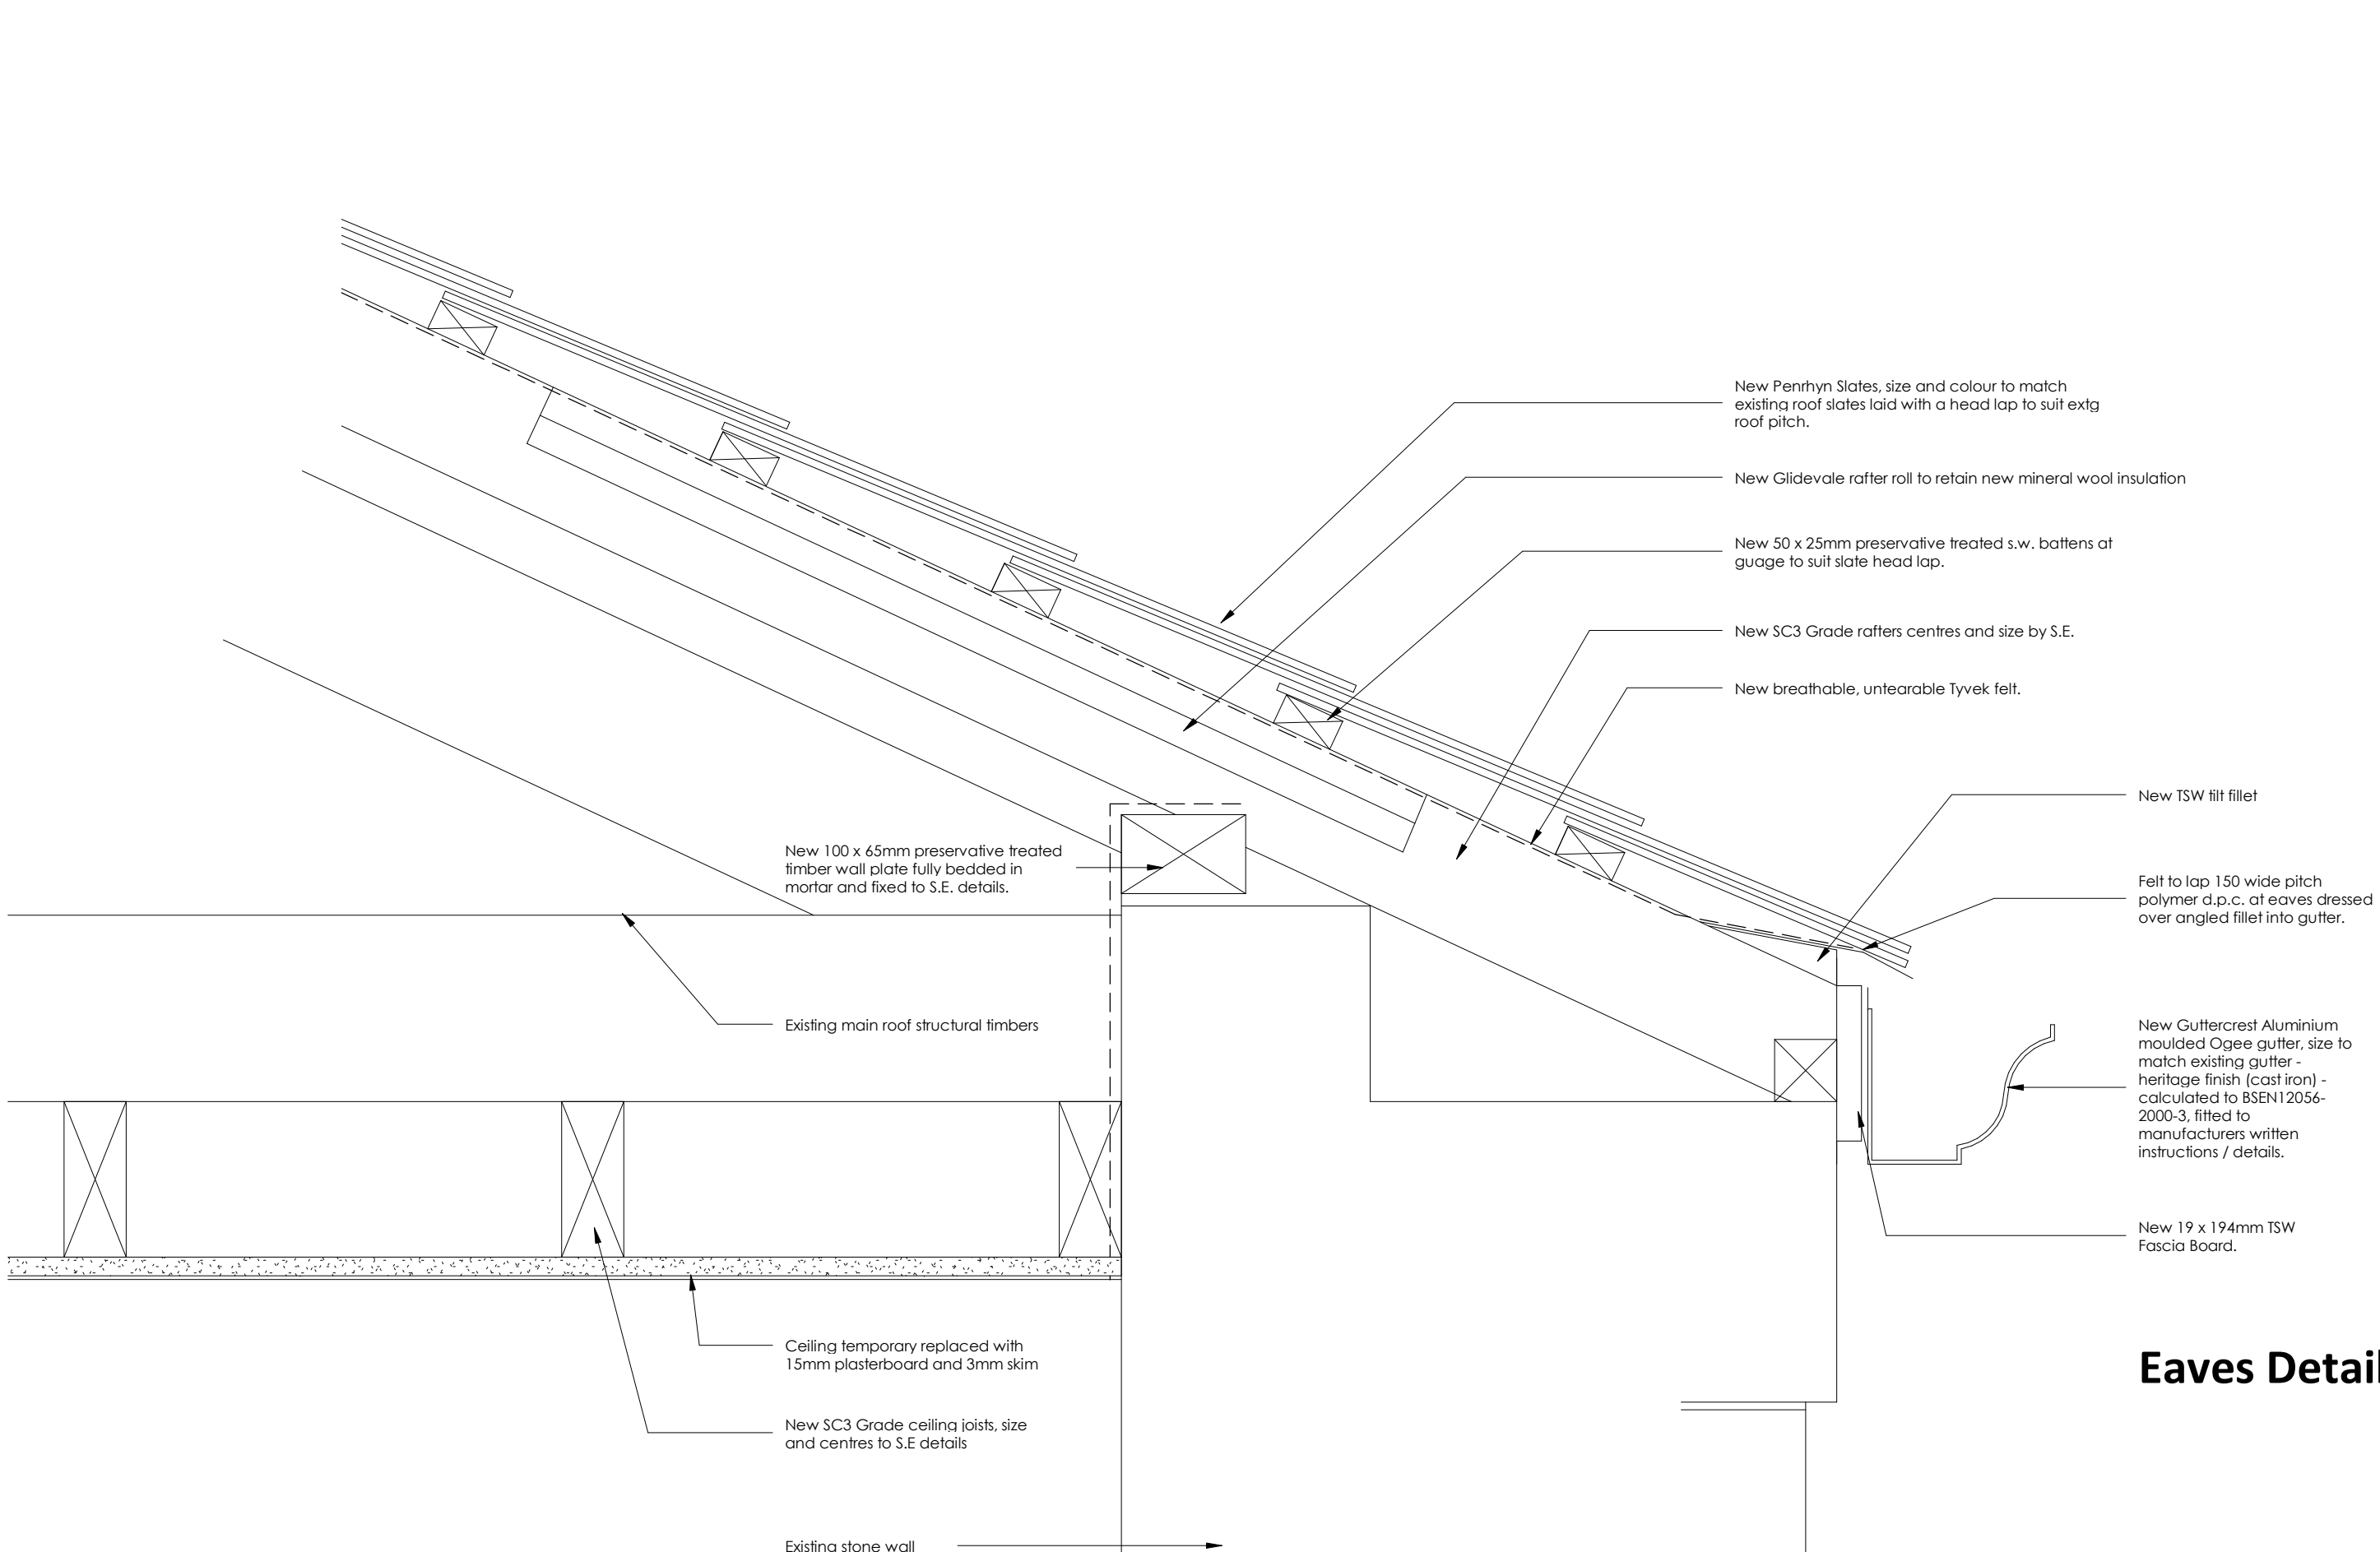 New Penrhyn Slates, size and colour to match
existing roof slates laid with a head lap to suit extg
roof pitch.
New Glidevale rafter roll to retain new mineral wool insulation
New 50 x 25mm preservative treated s.w. battens at
guage to suit slate head lap.
New SC3 Grade rafters centres and size by S.E.
New breathable, untearable Tyvek felt.
New TSW tilt fillet
New 100 x 65mm preservative treated
timber wall plate fully bedded in
mortar and fixed to S.E. details.
Felt to lap 150 wide pitch
polymer d.p.c. at eaves dressed
over angled fillet into gutter.
Existing main roof structural timbers
New Guttercrest Aluminium
moulded Ogee gutter, size to
match existing gutter -
heritage finish (cast iron) -
calculated to BSEN12056-
2000-3, fitted to
manufacturers written
instructions / details.
New 19 x 194mm TSW
Fascia Board.
Ceiling temporary replaced with
15mm plasterboard and 3mm skim
Eaves Detail
New SC3 Grade ceiling joists, size
and centres to S.E details
Existing stone wall